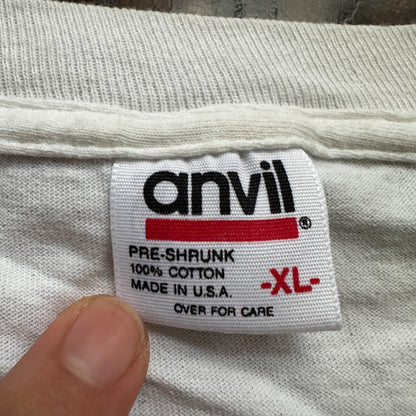 anvil®
PRE-SHRUNK
100% COTTON
MADE IN U.S.A.
-XL-
OVER FOR CARE